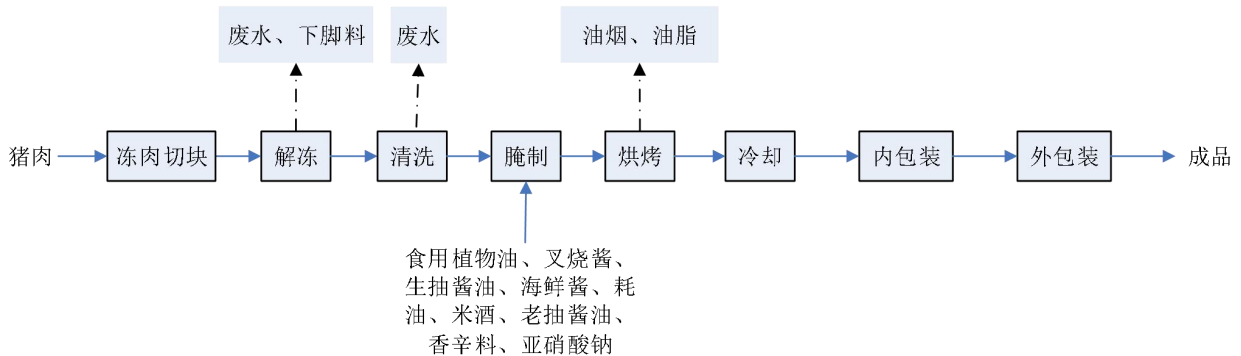 废水、下脚料
废水
油烟、油脂
猪肉
冻肉切块
解冻
清洗
腌制
烘烤
冷却
内包装
外包装
成品
食用植物油、叉烧酱、
生抽酱油、海鲜酱、耗
油、米酒、老抽酱油、
香辛料、亚硝酸钠